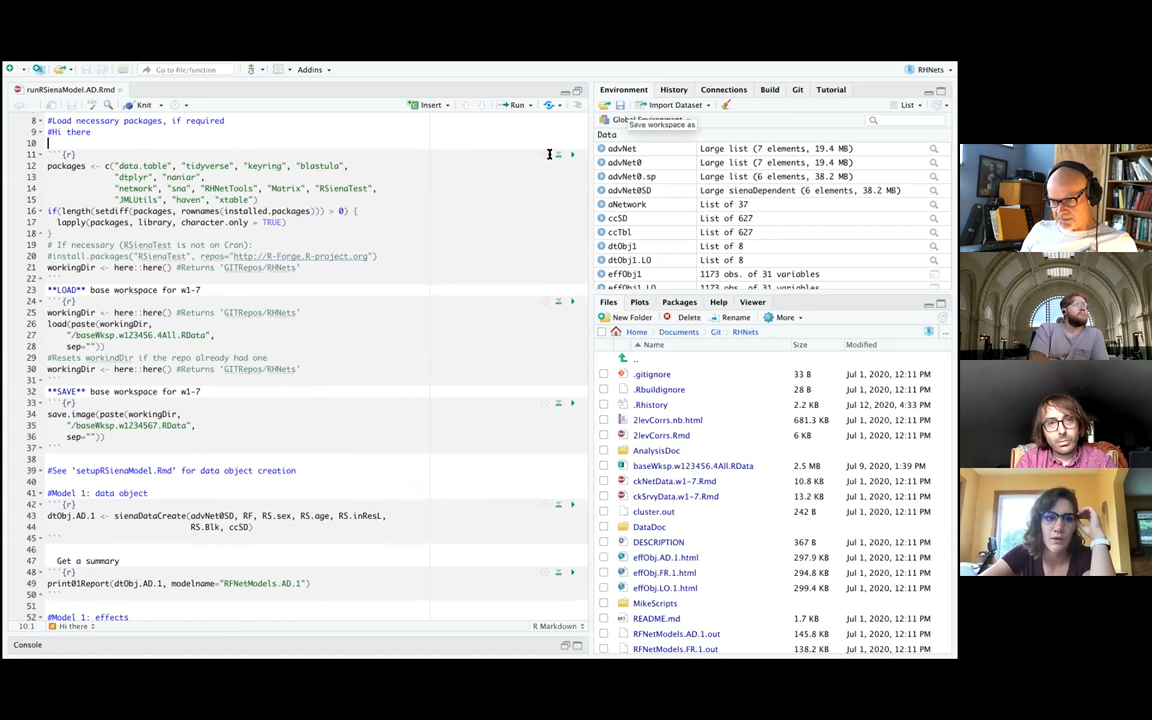 Go to file/function
Addins
RHNets
runRSienaModel.AD.Rmd
Knit
Insert
Run
8 #Load necessary packages, if required
9 #Hi there
10
11 ```{r}
12 packages <- c("data.table", "tidyverse", "keyring", "blastula",
13 "dtplyr", "naniar",
14 "network", "sna", "RHNetTools", "Matrix", "RSienaTest",
15 "JMLUtils", "haven", "xtable")
16 if(length(setdiff(packages, rownames(installed.packages))) > 0) {
17 lapply(packages, library, character.only = TRUE)
18 }
19 # If necessary (RSienaTest is not on Cran):
20 #install.packages("RSienaTest", repos="http://R-Forge.R-project.org")
21 workingDir <- here::here() #Returns 'GITRepos/RHNets'
22 ```
23 **LOAD** base workspace for w1-7
24 ```{r}
25 workingDir <- here::here() #Returns 'GITRepos/RHNets'
26 load(paste(workingDir,
27 "/baseWksp.w123456.4All.RData",
28 sep=""))
29 #Resets workindDir if the repo already had one
30 workingDir <- here::here() #Returns 'GITRepos/RHNets'
31 ```
32 **SAVE** base workspace for w1-7
33 ```{r}
34 save.image(paste(workingDir,
35 "/baseWksp.w1234567.RData",
36 sep=""))
37 ```
38
39 #See 'setupRSienaModel.Rmd' for data object creation
40
41 #Model 1: data object
42 ```{r}
43 dtObj.AD.1 <- sienaDataCreate(advNet0SD, RF, RS.sex, RS.age, RS.inResL,
44 RS.Blk, ccSD)
45 ```
46
47 Get a summary
48 ```{r}
49 print01Report(dtObj.AD.1, modelname="RFNetModels.AD.1")
50 ```
51
52 #Model 1: effects
10:1 Hi there R Markdown
Console
Environment History Connections Build Git Tutorial
Import Dataset List
Global Environment
Save workspace as
Data
advNet Large list (7 elements, 19.4 MB)
advNet0 Large list (7 elements, 19.4 MB)
advNet0.sp Large list (6 elements, 38.2 MB)
advNet0SD Large sienaDependent (6 elements, 38.2 MB)
aNetwork List of 37
ccSD List of 627
ccTbl List of 627
dtObj1 List of 8
dtObj1.LO List of 8
effObj1 1173 obs. of 31 variables
effObj1.LO 1173 obs. of 31 variables
Files Plots Packages Help Viewer
New Folder Delete Rename More
Home Documents Git RHNets
Name Size Modified
..
.gitignore 33 B Jul 1, 2020, 12:11 PM
.Rbuildignore 28 B Jul 1, 2020, 12:11 PM
.Rhistory 2.2 KB Jul 12, 2020, 4:33 PM
2levCorrs.nb.html 681.3 KB Jul 1, 2020, 12:11 PM
2levCorrs.Rmd 6 KB Jul 1, 2020, 12:11 PM
AnalysisDoc
baseWksp.w123456.4All.RData 2.5 MB Jul 9, 2020, 1:39 PM
ckNetData.w1-7.Rmd 10.8 KB Jul 1, 2020, 12:11 PM
ckSrvyData.w1-7.Rmd 13.2 KB Jul 1, 2020, 12:11 PM
cluster.out 242 B Jul 1, 2020, 12:11 PM
DataDoc
DESCRIPTION 367 B Jul 1, 2020, 12:11 PM
effObj.AD.1.html 297.9 KB Jul 1, 2020, 12:11 PM
effObj.FR.1.html 294.8 KB Jul 1, 2020, 12:11 PM
effObj.LO.1.html 299.4 KB Jul 1, 2020, 12:11 PM
MikeScripts
README.md 1.7 KB Jul 1, 2020, 12:11 PM
RFNetModels.AD.1.out 145.8 KB Jul 1, 2020, 12:11 PM
RFNetModels.FR.1.out 138.2 KB Jul 1, 2020, 12:11 PM